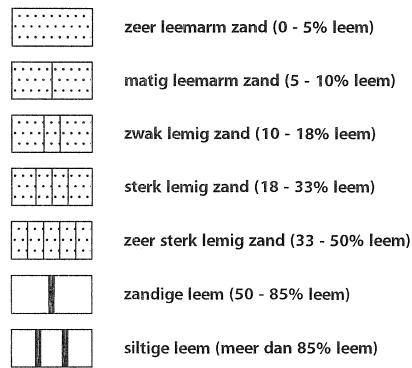 zeer leemarm zand (0 - 5% leem)
matig leemarm zand (5 - 10% leem)
zwak lemig zand (10 - 18% leem)
sterk lemig zand (18 - 33% leem)
zeer sterk lemig zand (33 - 50% leem)
zandige leem (50 - 85% leem)
siltige leem (meer dan 85% leem)